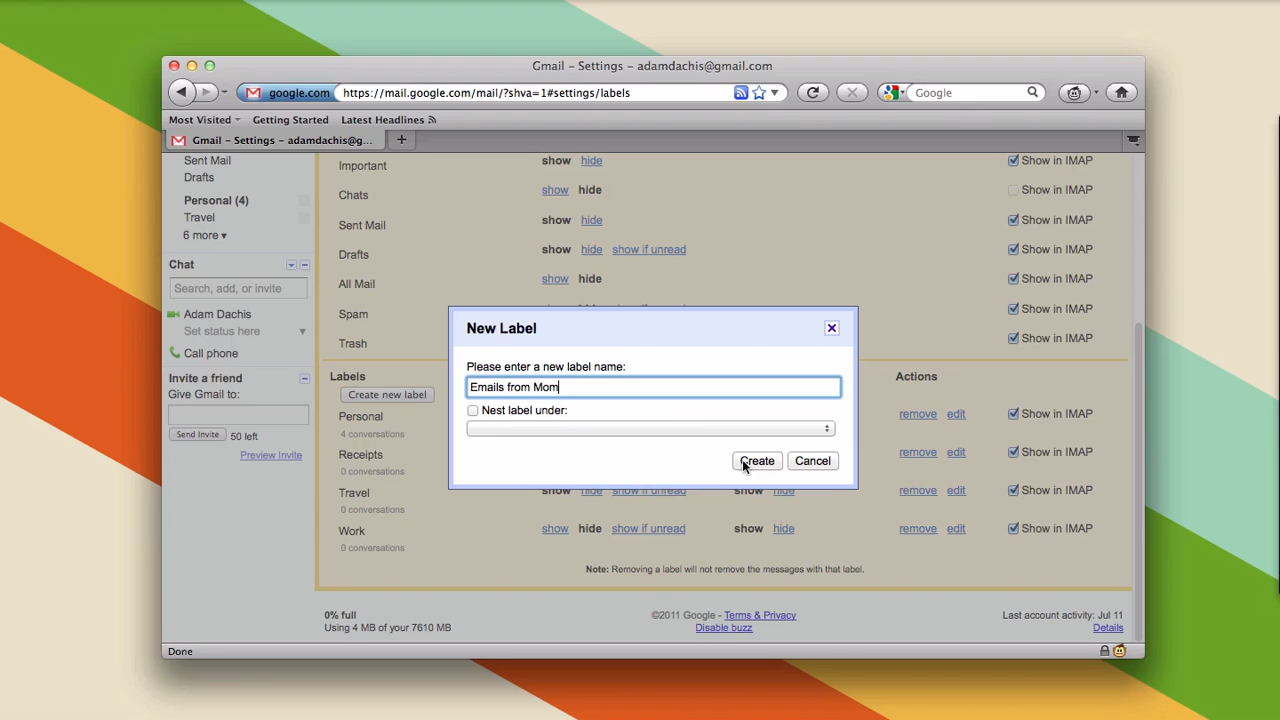 Gmail – Settings – adamdachis@gmail.com
google.com https://mail.google.com/mail/?shva=1#settings/labels Google
Most Visited Getting Started Latest Headlines
Gmail – Settings – adamdachis@g... +
Sent Mail
Drafts
Personal (4)
Travel
6 more ▾
Chat
Search, add, or invite
Adam Dachis
Set status here
Call phone
Invite a friend
Give Gmail to:
Send Invite 50 left
Preview Invite
Important show hide Show in IMAP
Chats show hide Show in IMAP
Sent Mail show hide Show in IMAP
Drafts show hide show if unread Show in IMAP
All Mail show hide Show in IMAP
Spam Show in IMAP
Trash Show in IMAP
New Label
Please enter a new label name:
Emails from Mom
Nest label under:
Create Cancel
Labels Actions
Create new label
Personal remove edit Show in IMAP
4 conversations
Receipts remove edit Show in IMAP
0 conversations
Travel show hide show if unread show hide remove edit Show in IMAP
0 conversations
Work show hide show if unread show hide remove edit Show in IMAP
0 conversations
Note: Removing a label will not remove the messages with that label.
0% full ©2011 Google - Terms & Privacy Last account activity: Jul 11
Using 4 MB of your 7610 MB Disable buzz Details
Done